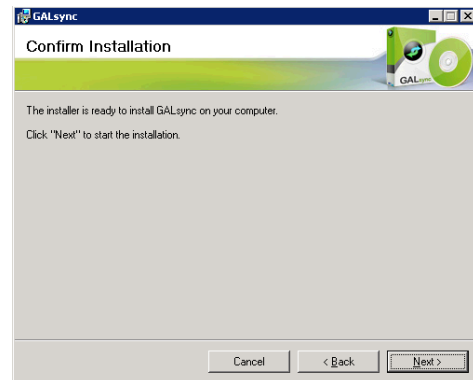 GALsync
Confirm Installation
GALsync
The installer is ready to install GALsync on your computer.
Click "Next" to start the installation.
Cancel
< Back
Next >